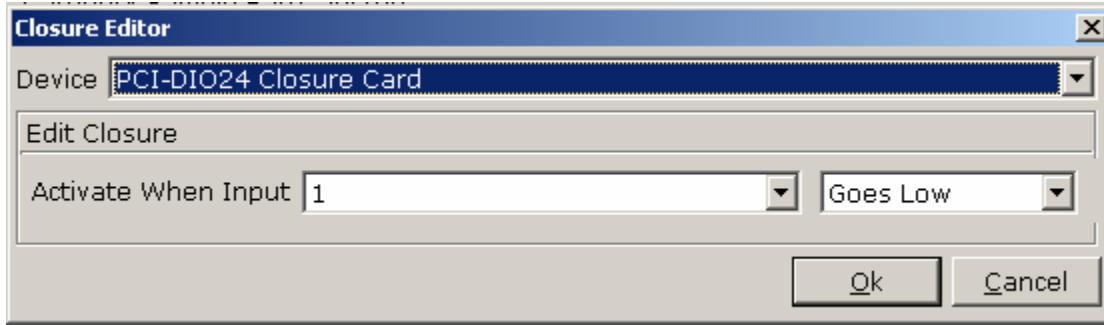 Closure Editor
Device PCI-DIO24 Closure Card
Edit Closure
Activate When Input 1 Goes Low
Ok Cancel